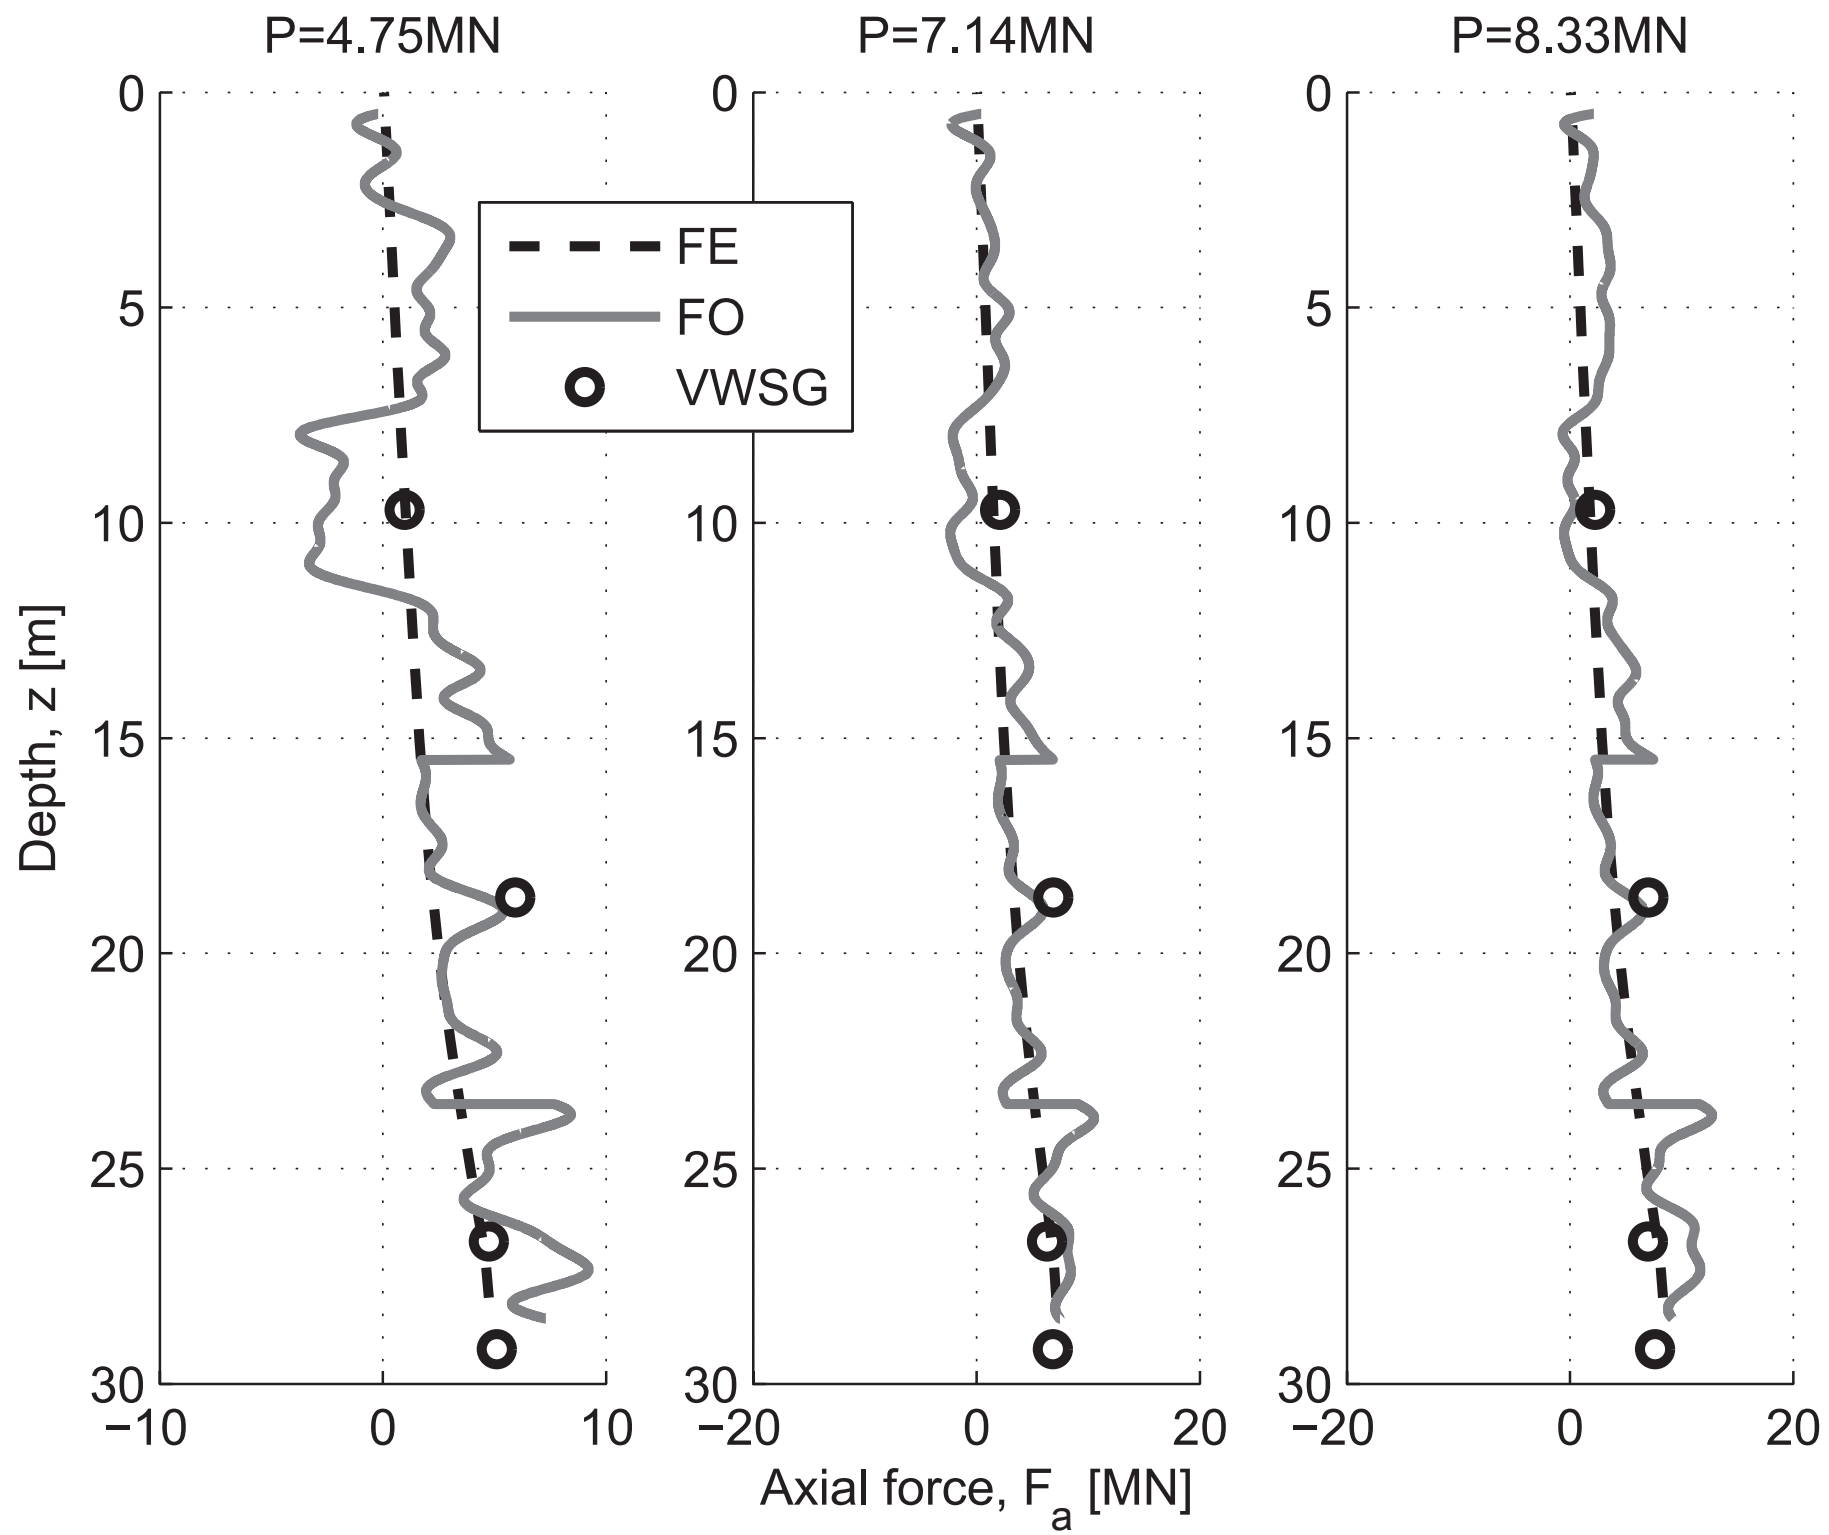 P=4.75MN P=7.14MN P=8.33MN
0 0 0
FE
5 FO 5 5
VWSG
10 10 10
Depth, z [m]
15 15 15
20 20 20
25 25 25
30 30 30
−10 0 10 −20 0 20 −20 0 20
Axial force, Fₐ [MN]